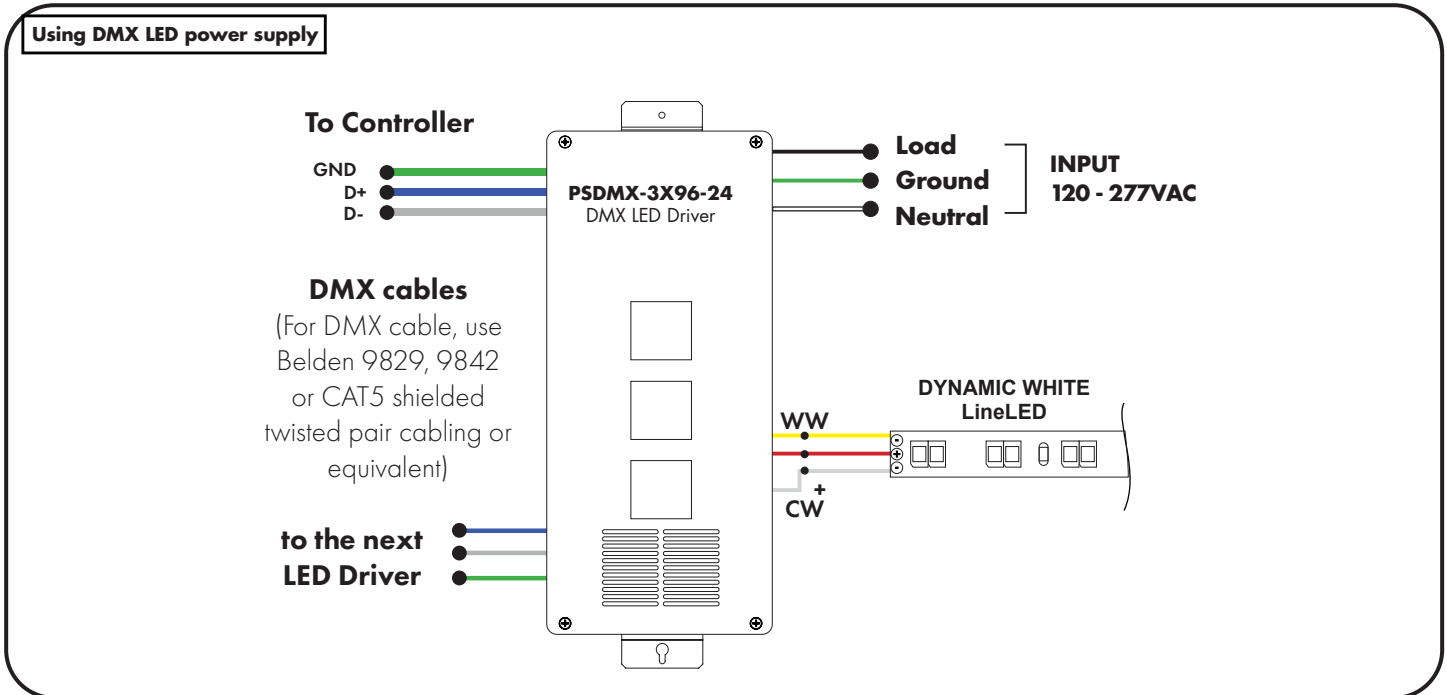 Using DMX LED power supply
To Controller
GND
D+
D-
DMX cables
(For DMX cable, use
Belden 9829, 9842
or CAT5 shielded
twisted pair cabling or
equivalent)
to the next
LED Driver
PSDMX-3X96-24
DMX LED Driver
Load
Ground
Neutral
INPUT
120 - 277VAC
DYNAMIC WHITE
LineLED
WW
+
CW
-
+
-